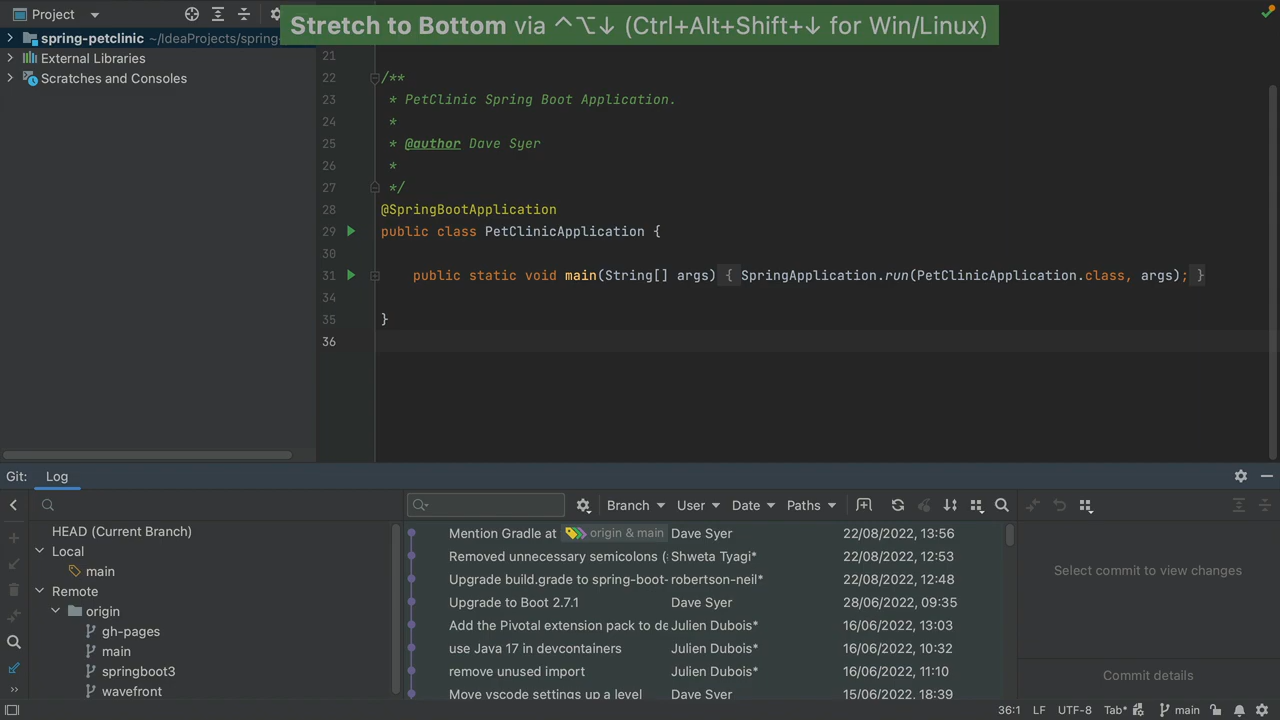 Project
Stretch to Bottom via ⌃⌥↓ (Ctrl+Alt+Shift+↓ for Win/Linux)
spring-petclinic ~/IdeaProjects/spring-
External Libraries
Scratches and Consoles
21
22 /**
23 * PetClinic Spring Boot Application.
24 *
25 * @author Dave Syer
26 *
27 */
28 @SpringBootApplication
29 public class PetClinicApplication {
30
31 public static void main(String[] args) { SpringApplication.run(PetClinicApplication.class, args); }
34
35 }
36
Git: Log
Branch User Date Paths
HEAD (Current Branch)
Local
main
Remote
origin
gh-pages
main
springboot3
wavefront
Mention Gradle at origin & main Dave Syer 22/08/2022, 13:56
Removed unnecessary semicolons ( Shweta Tyagi* 22/08/2022, 12:53
Upgrade build.grade to spring-boot- robertson-neil* 22/08/2022, 12:48
Upgrade to Boot 2.7.1 Dave Syer 28/06/2022, 09:35
Add the Pivotal extension pack to de Julien Dubois* 16/06/2022, 13:03
use Java 17 in devcontainers Julien Dubois* 16/06/2022, 10:32
remove unused import Julien Dubois* 16/06/2022, 11:10
Move vscode settings up a level Dave Syer 15/06/2022, 18:39
Select commit to view changes
Commit details
36:1 LF UTF-8 Tab* main